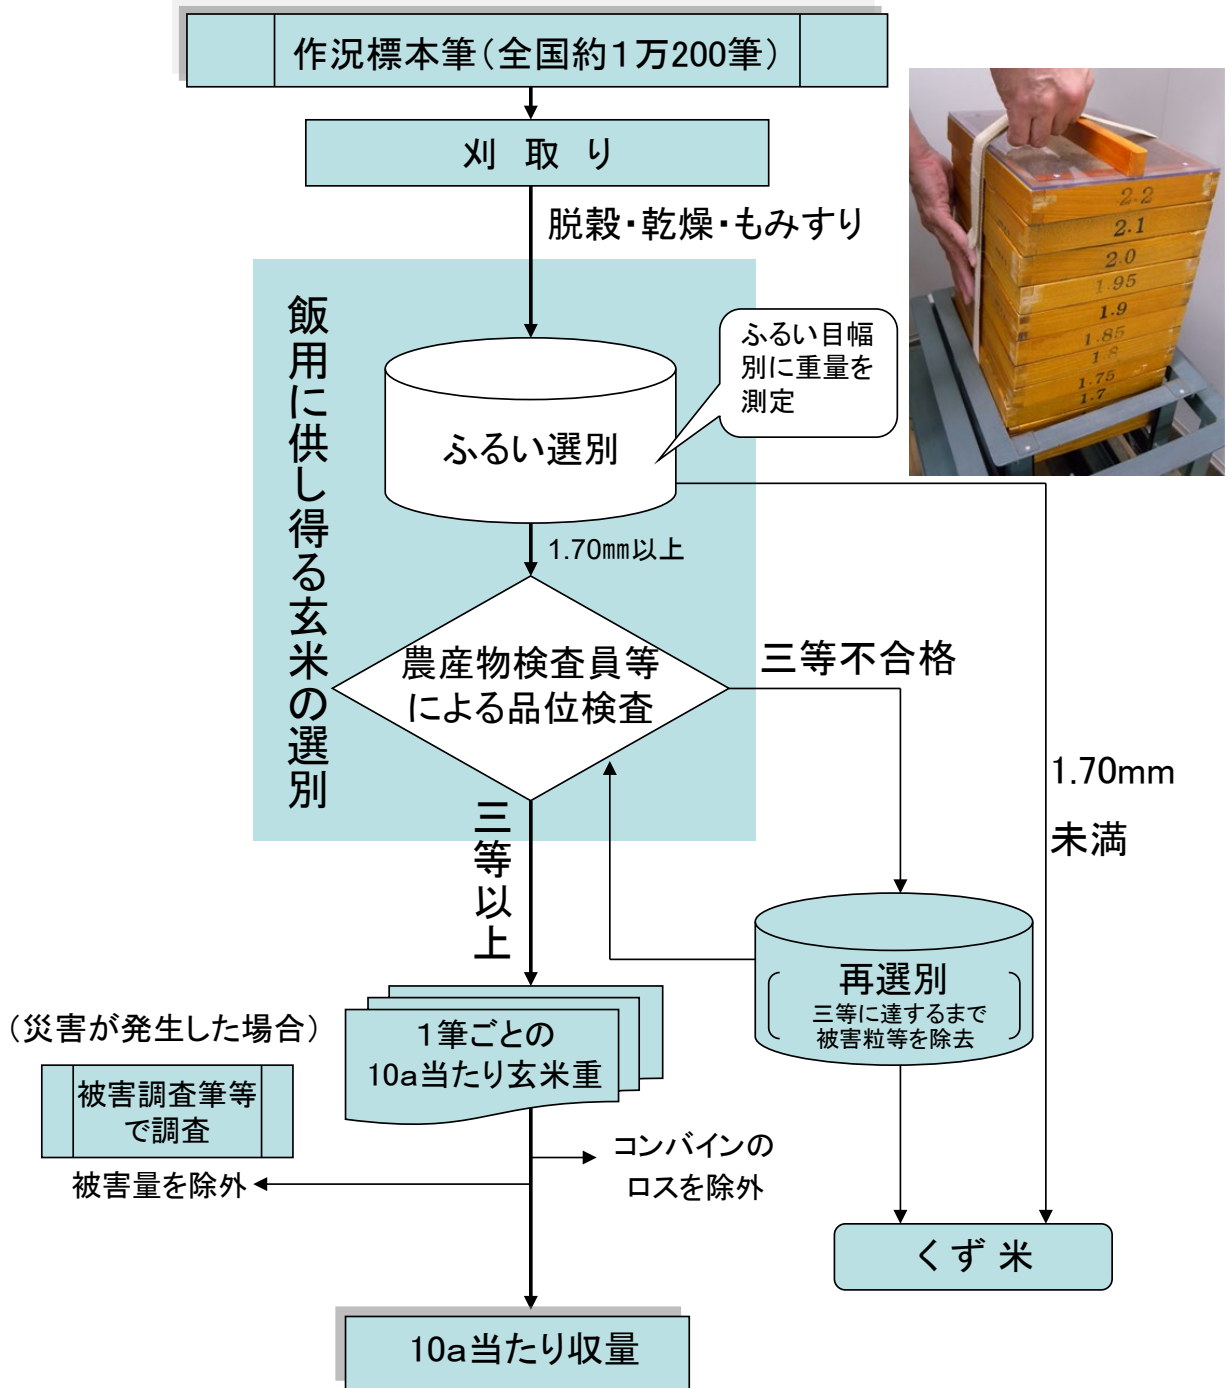 作況標本筆（全国約１万200筆）
刈　取　り
脱穀・乾燥・もみすり
飯用に供し得る玄米の選別
ふるい目幅
別に重量を
測定
ふるい選別
2.2
2.1
2.0
1.95
1.9
1.85
1.8
1.75
1.7
1.70㎜以上
農産物検査員等
による品位検査
三等不合格
1.70mm
未満
三等以上
再選別
三等に達するまで
被害粒等を除去
（災害が発生した場合）
被害調査筆等
で調査
被害量を除外
１筆ごとの
10a当たり玄米重
コンバインの
ロスを除外
くず 米
10a当たり収量